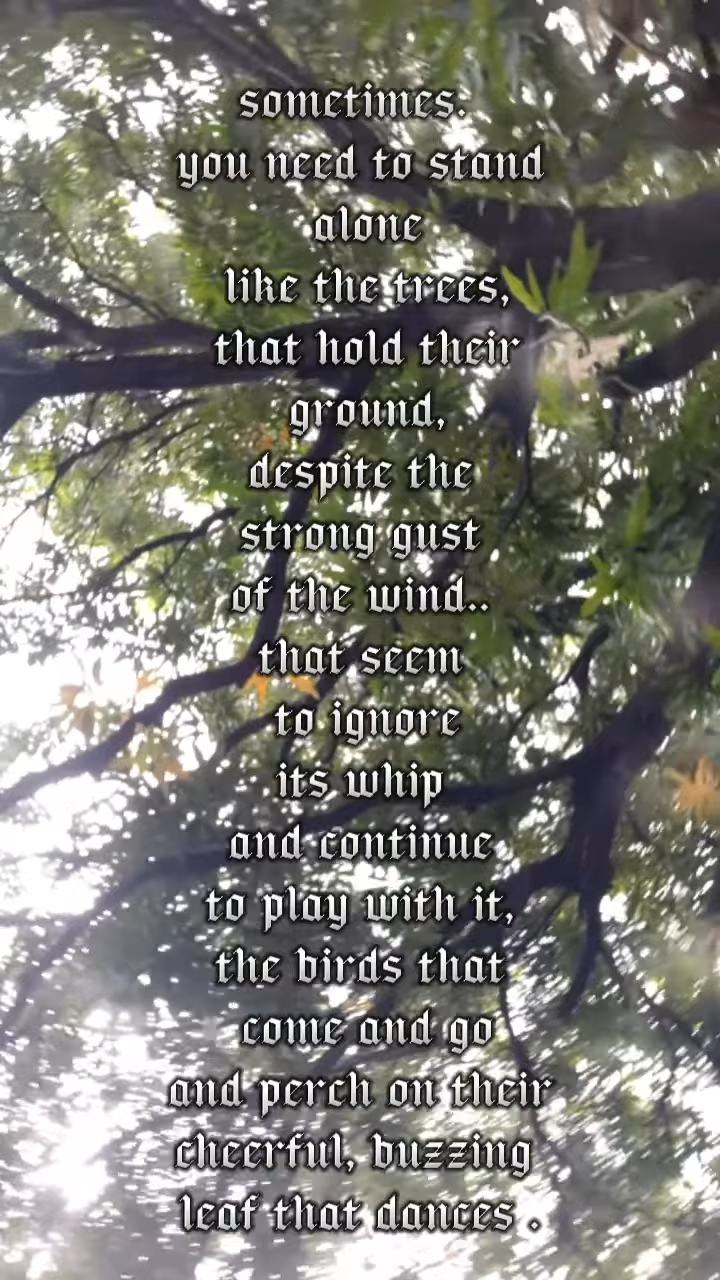 sometimes.
you need to stand
alone
like the trees,
that hold their
ground,
despite the
strong gust
of the wind..
that seem
to ignore
its whip
and continue
to play with it,
the birds that
come and go
and perch on their
cheerful, buzzing
leaf that dances .